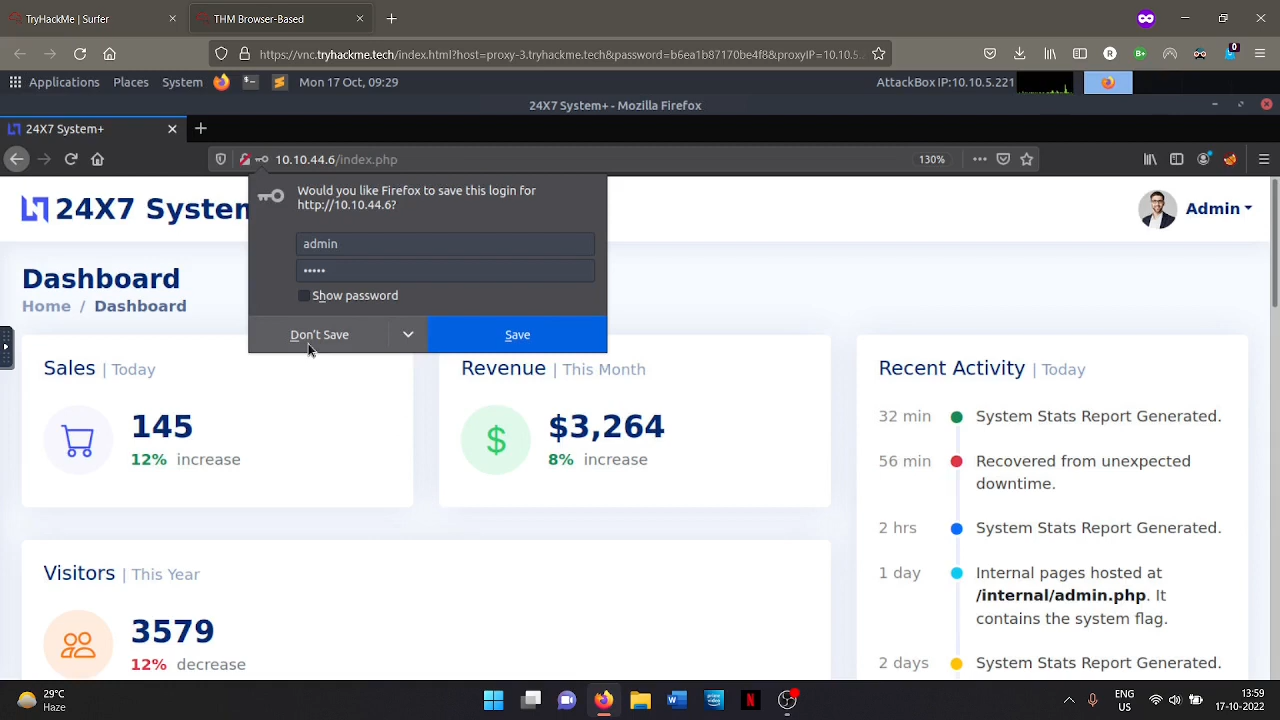 TryHackMe | Surfer
THM Browser-Based
https://vnc.tryhackme.tech/index.html?host=proxy-3.tryhackme.tech&password=b6ea1b87170be4f8&proxyIP=10.10.5.
0
Applications Places System Mon 17 Oct, 09:29 AttackBox IP:10.10.5.221
24X7 System+ - Mozilla Firefox
24X7 System+
10.10.44.6/index.php 130%
Would you like Firefox to save this login for
http://10.10.44.6?
admin
•••••
Show password
Don't Save Save
24X7 System
Admin
Dashboard
Home / Dashboard
Sales | Today
145
12% increase
Revenue | This Month
$ $3,264
8% increase
Visitors | This Year
3579
12% decrease
Recent Activity | Today
32 min System Stats Report Generated.
56 min Recovered from unexpected
downtime.
2 hrs System Stats Report Generated.
1 day Internal pages hosted at
/internal/admin.php. It
contains the system flag.
2 days System Stats Report Generated.
29°C
Haze
ENG
US
13:59
17-10-2022